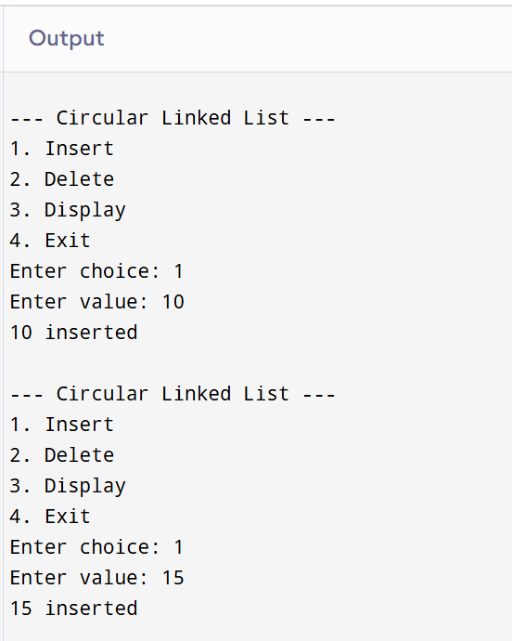 Output
--- Circular Linked List ---
1. Insert
2. Delete
3. Display
4. Exit
Enter choice: 1
Enter value: 10
10 inserted
--- Circular Linked List ---
1. Insert
2. Delete
3. Display
4. Exit
Enter choice: 1
Enter value: 15
15 inserted